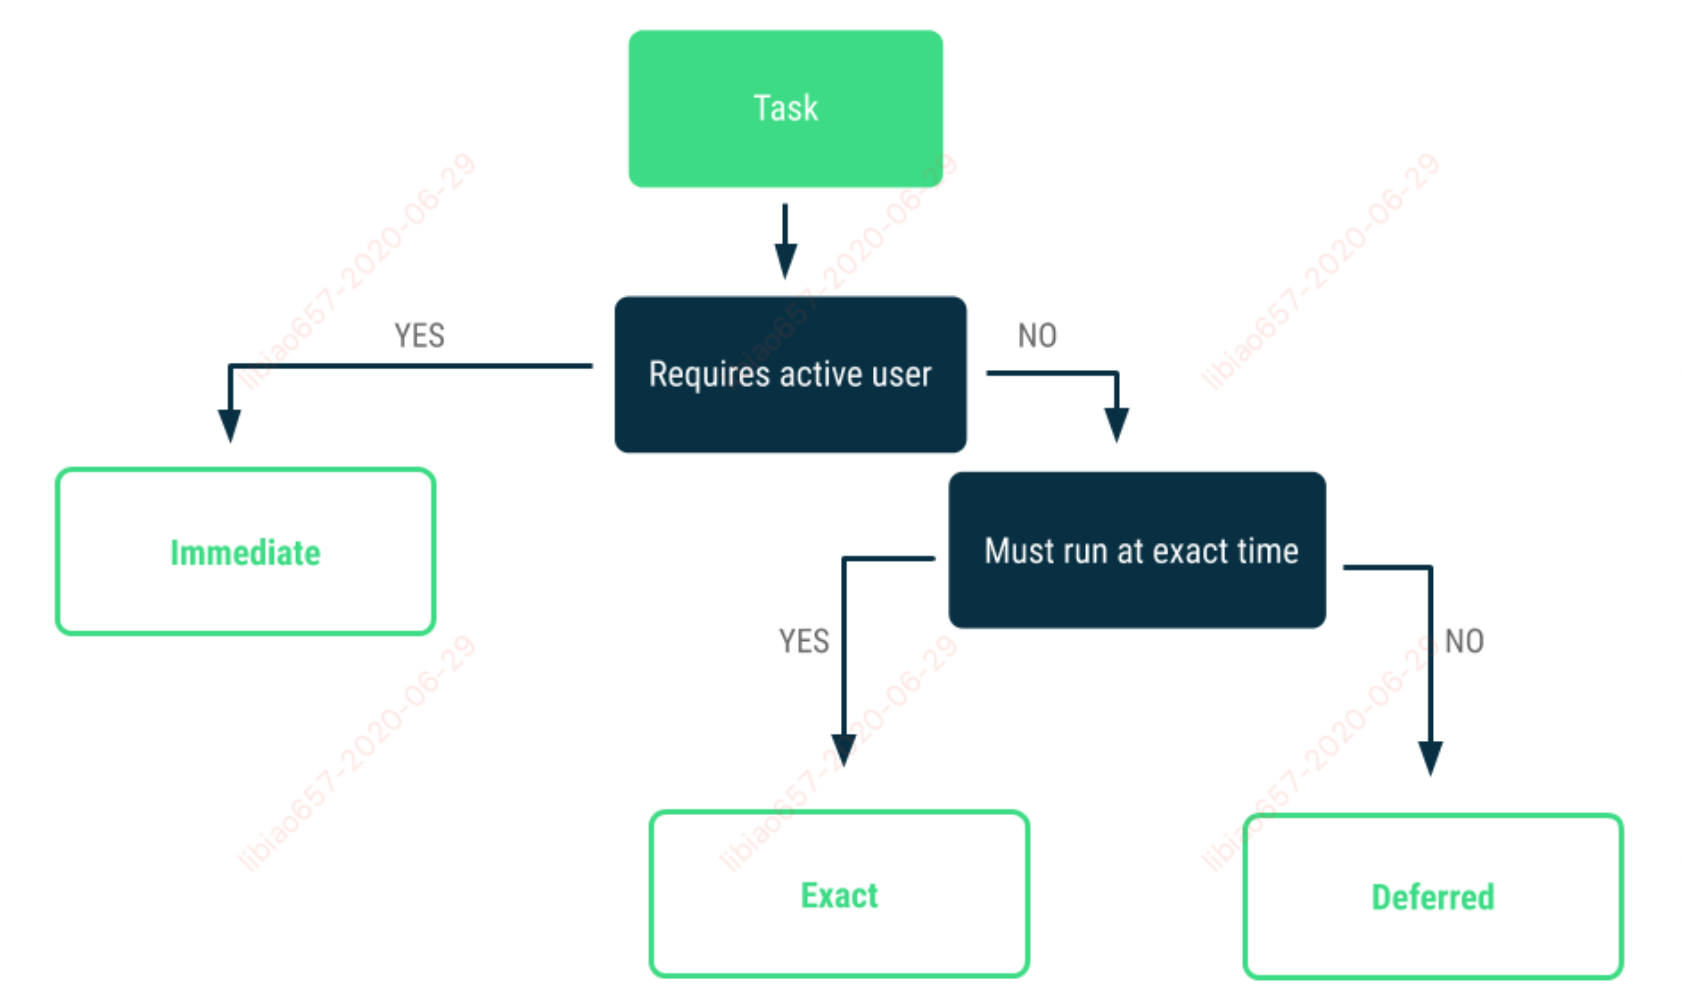 Task
YES
NO
Requires active user
Immediate
Must run at exact time
YES
NO
Exact
Deferred
libiao657-2020-06-29
libiao657-2020-06-29
libiao657-2020-06-29
libiao657-2020-06-29
libiao657-2020-06-29
libiao657-2020-06-29